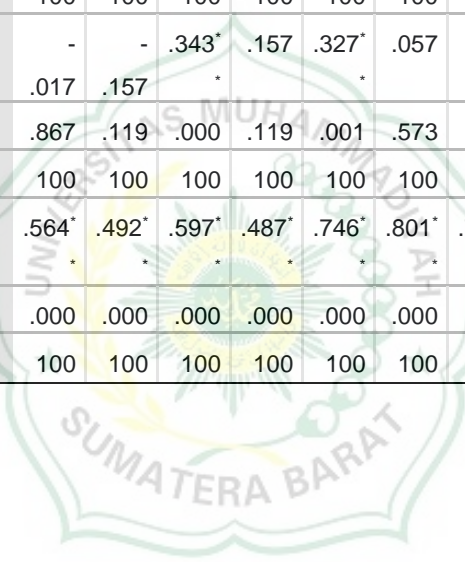 100 100 100 100 100 100
- - .343* .157 .327* .057
.017 .157 * *
.867 .119 .000 .119 .001 .573
100 100 100 100 100 100
.564* .492* .597* .487* .746* .801* .
* * * * * *
.000 .000 .000 .000 .000 .000
100 100 100 100 100 100
UNIVERSITAS MUHAMMADIYAH
SUMATERA BARAT